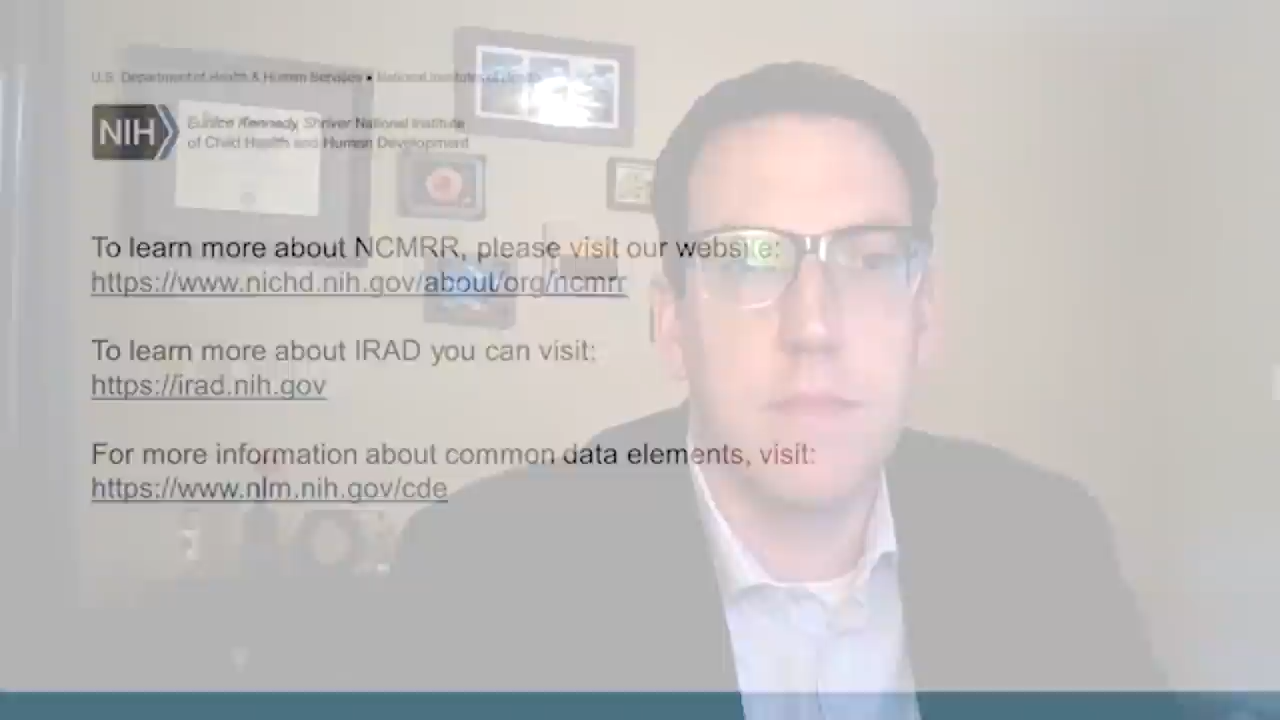 U.S. Department of Health & Human Services • National Institutes of Health
NIH
Eunice Kennedy Shriver National Institute
of Child Health and Human Development
To learn more about NCMRR, please visit our website:
https://www.nichd.nih.gov/about/org/ncmrr
To learn more about IRAD you can visit:
https://irad.nih.gov
For more information about common data elements, visit:
https://www.nlm.nih.gov/cde